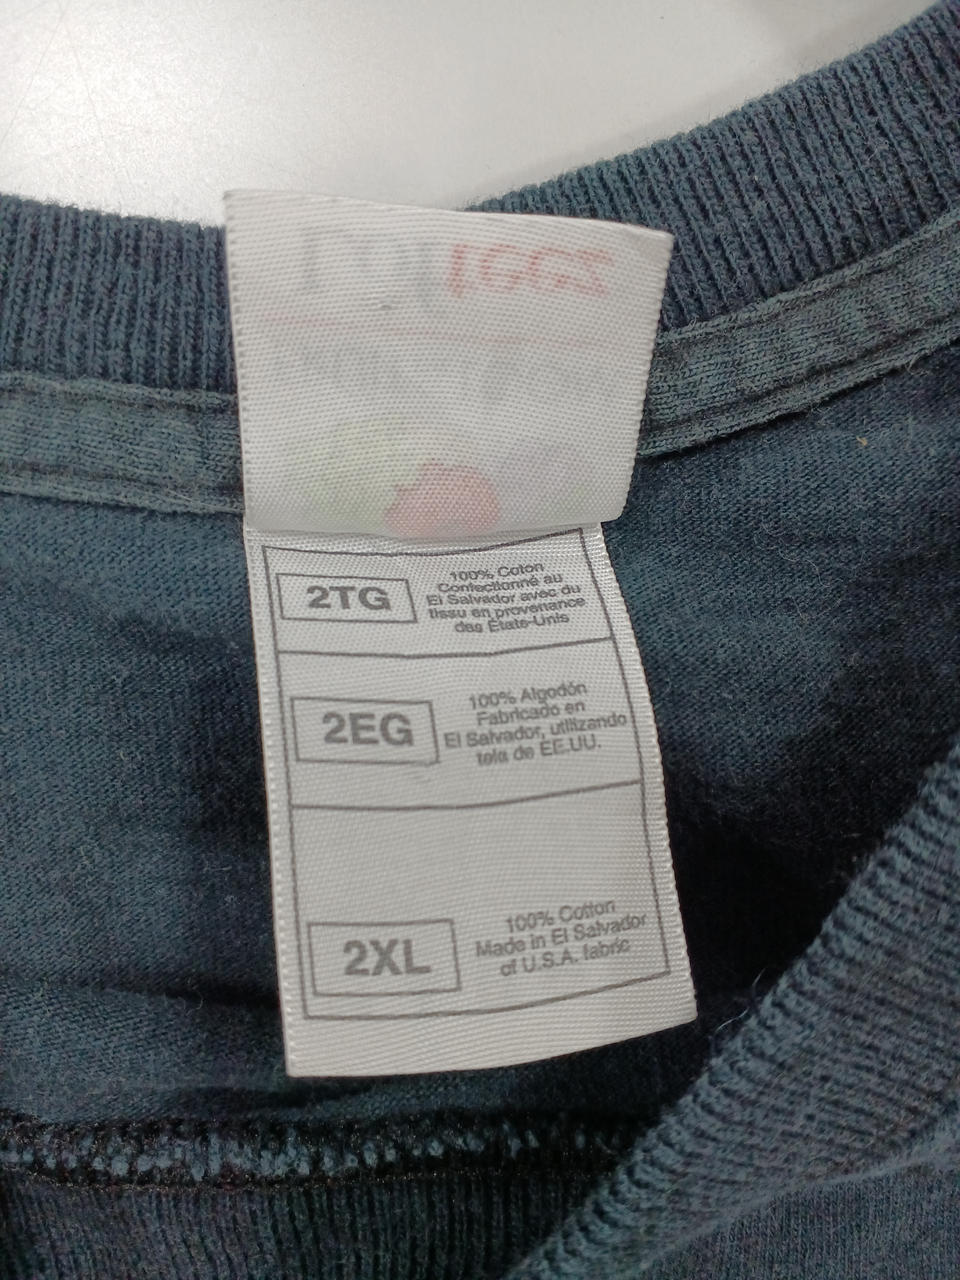 2TG
100% Coton
Confectionné au
El Salvador avec du
tissu en provenance
des États-Unis
2EG
100% Algodón
Fabricado en
El Salvador, utilizando
tela de EE.UU.
2XL
100% Cotton
Made in El Salvador
of U.S.A. fabric